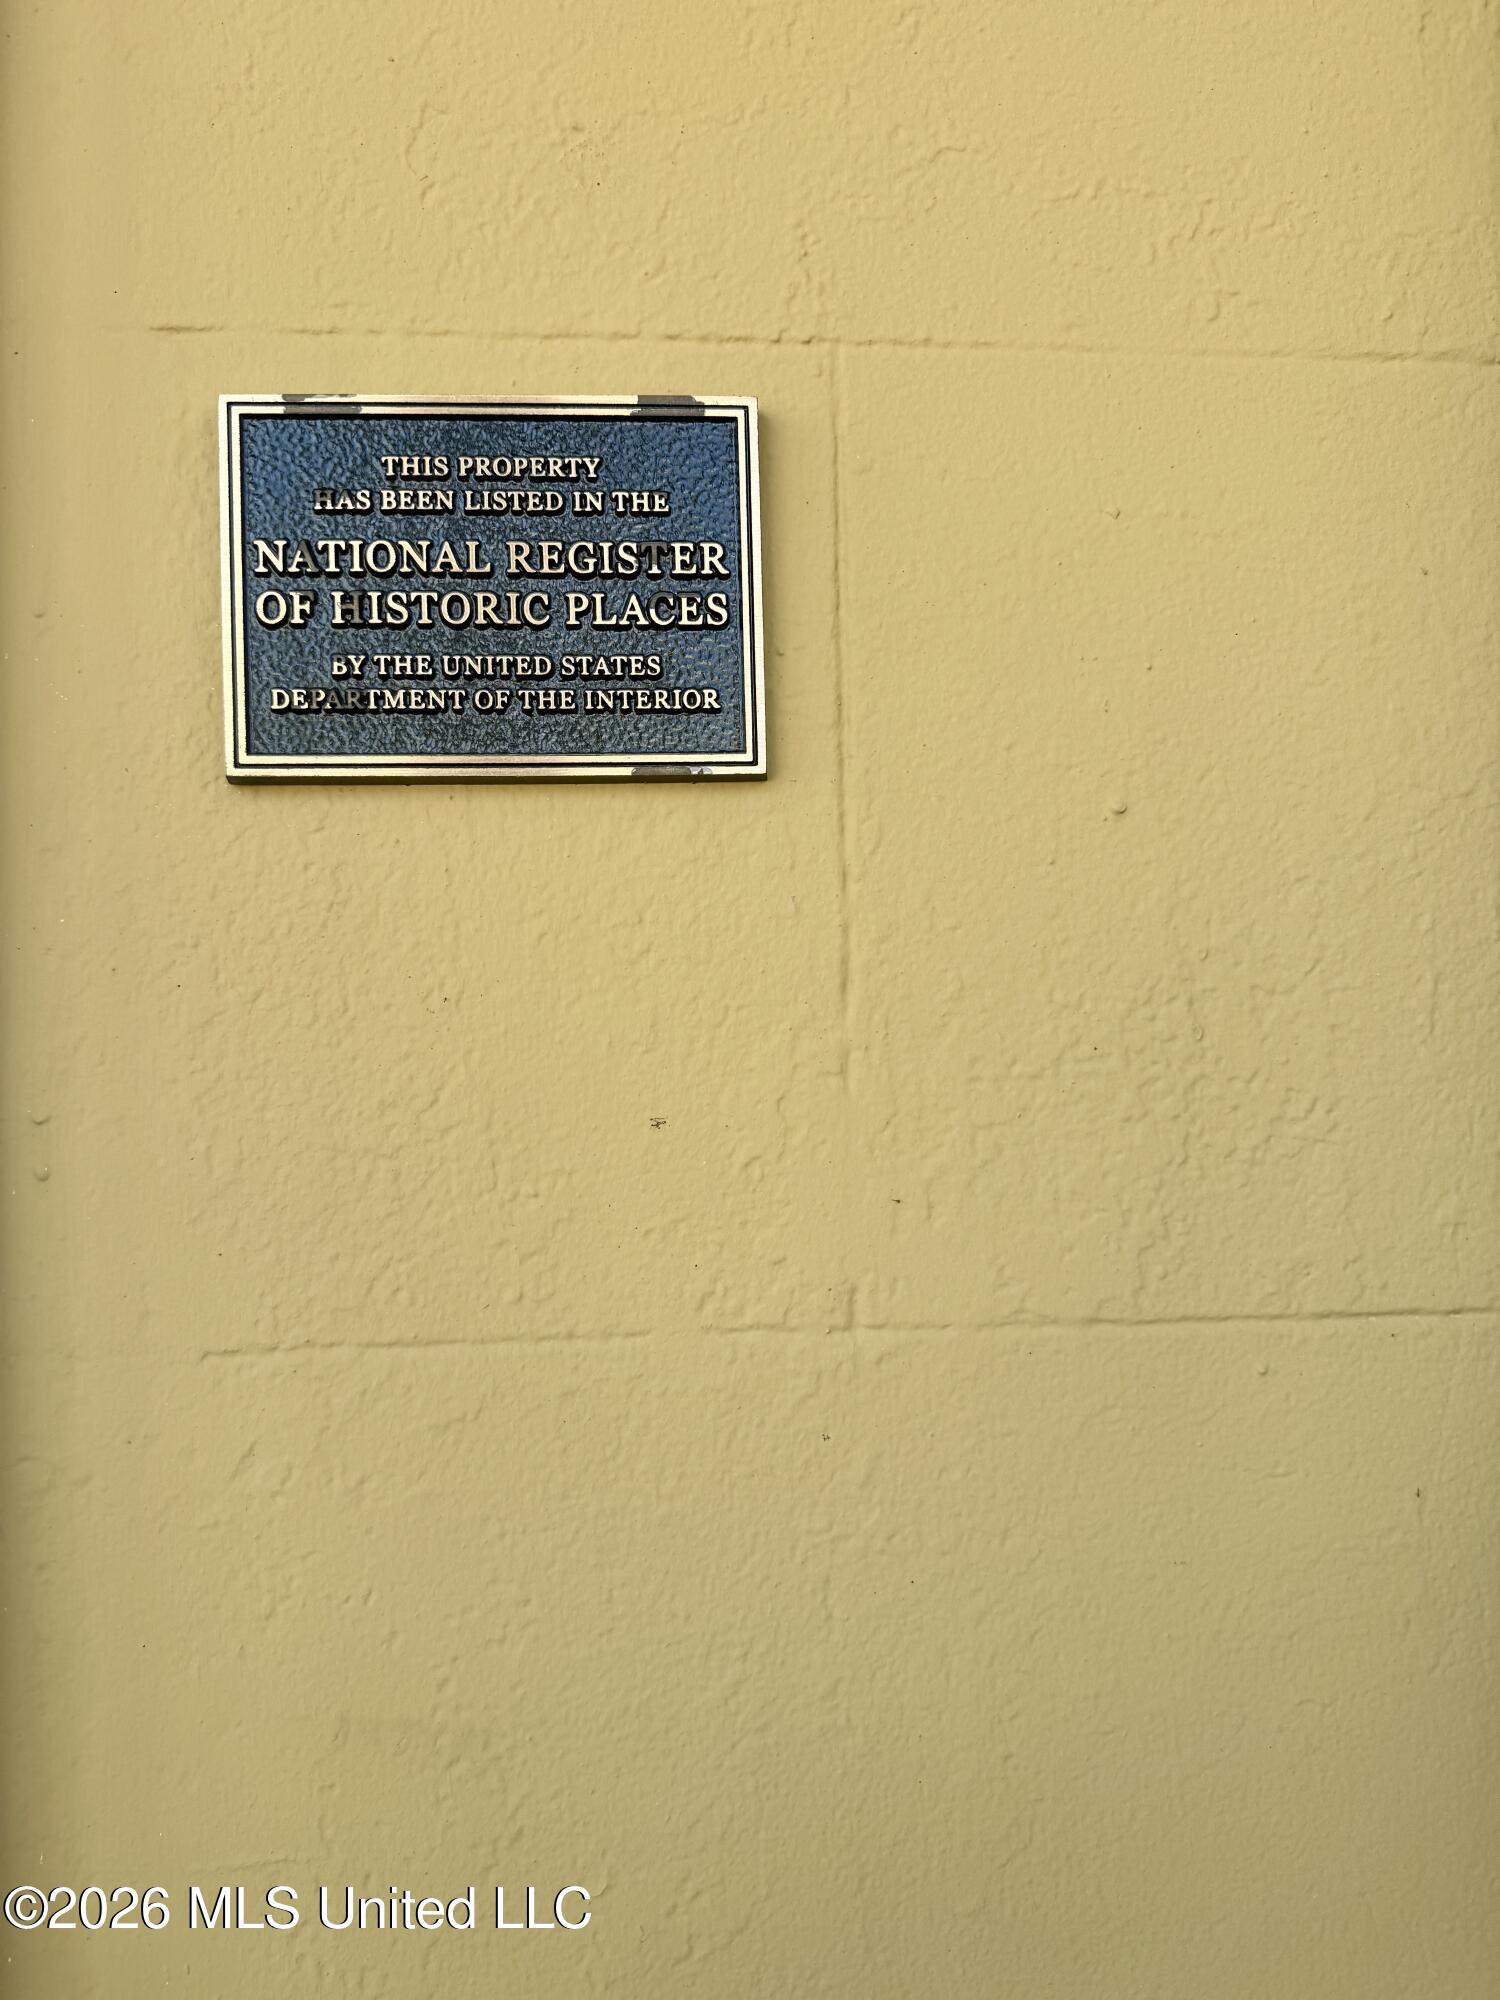 THIS PROPERTY
HAS BEEN LISTED IN THE
NATIONAL REGISTER
OF HISTORIC PLACES
BY THE UNITED STATES
DEPARTMENT OF THE INTERIOR
©2026 MLS United LLC